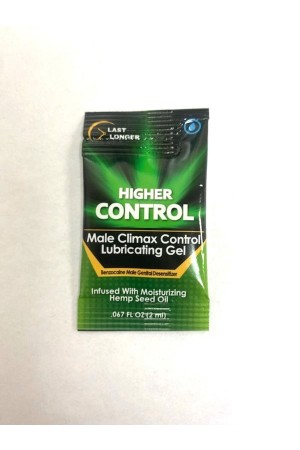 LAST
LONGER
HIGHER
CONTROL
Male Climax Control
Lubricating Gel
Benzocaine Male Genital Desensitizer
Infused With Moisturizing
Hemp Seed Oil
.067 FL OZ (2 ml)